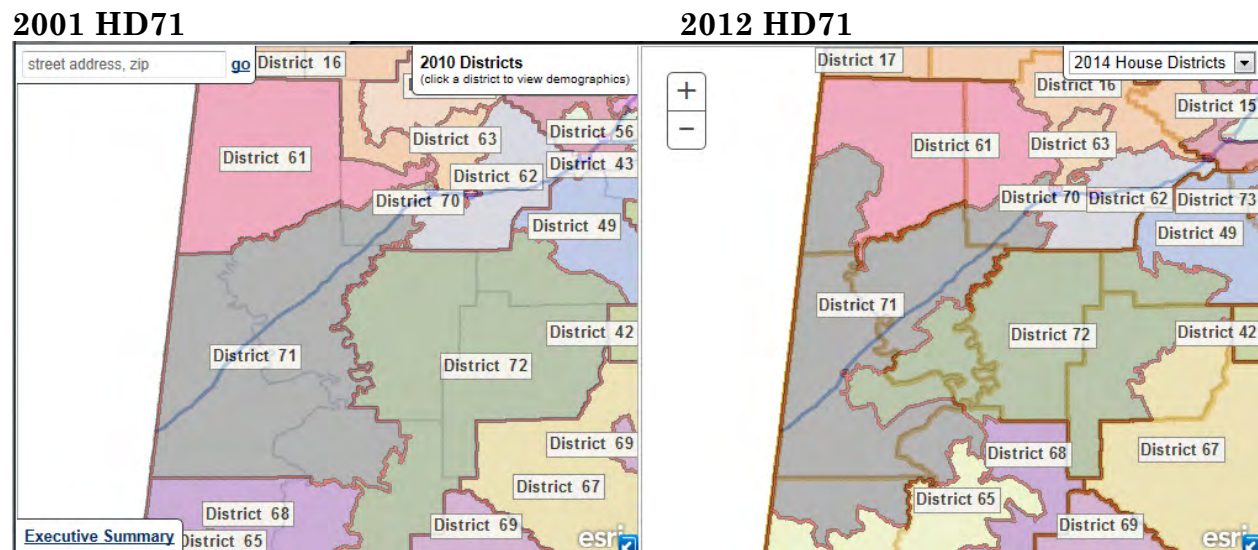 2001 HD71
2012 HD71
street address, zip
go
District 16
2010 Districts
(click a district to view demographics)
District 56
District 63
District 43
District 61
District 62
District 70
District 49
District 42
District 71
District 72
District 69
District 67
District 68
District 69
Executive Summary
District 65
esri
+
−
District 17
2014 House Districts
District 16
District 15
District 61
District 63
District 70
District 62
District 73
District 49
District 71
District 72
District 42
District 68
District 67
District 65
District 69
esri